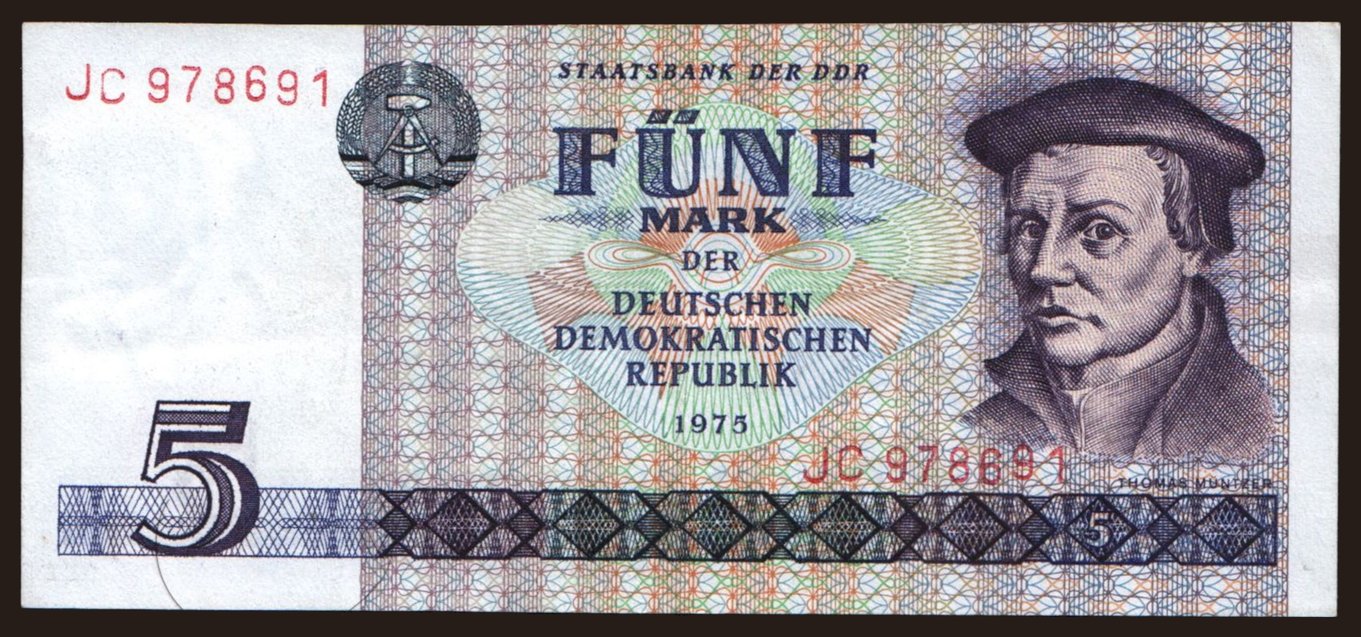 JC 978691
STAATSBANK DER DDR
FÜNF
MARK
DER
DEUTSCHEN
DEMOKRATISCHEN
REPUBLIK
1975
JC 978691
THOMAS MÜNTZER
5
5